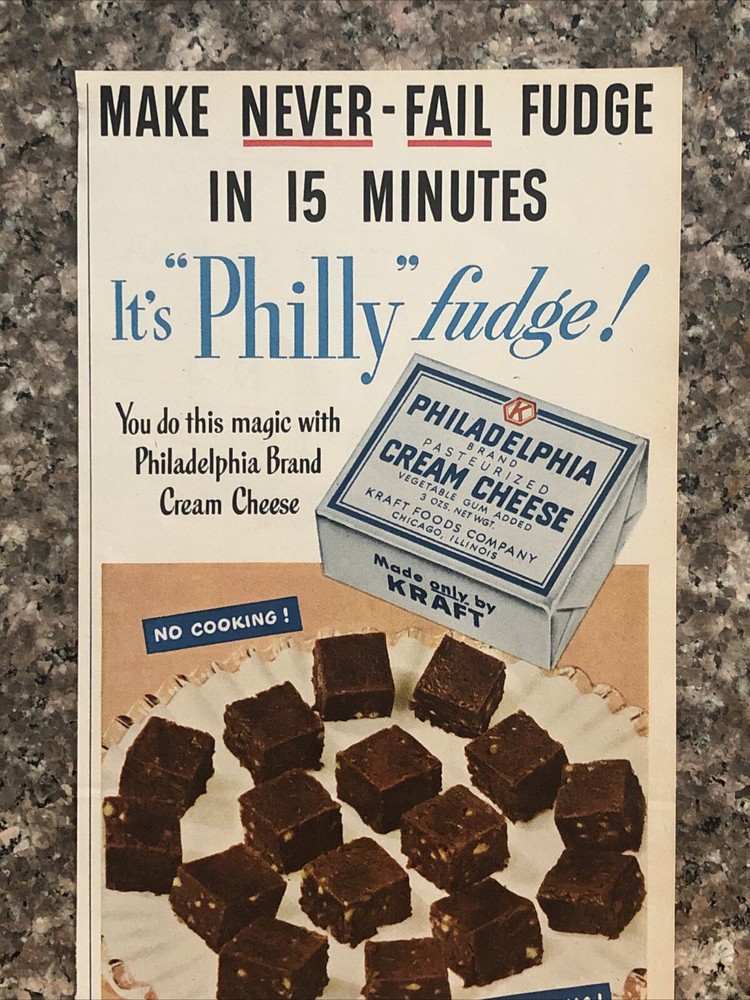 MAKE NEVER-FAIL FUDGE
IN 15 MINUTES
It's "Philly" fudge!
You do this magic with
Philadelphia Brand
Cream Cheese
K
PHILADELPHIA
BRAND
PASTEURIZED
CREAM CHEESE
VEGETABLE GUM ADDED
3 OZS. NET WGT.
KRAFT FOODS COMPANY
CHICAGO, ILLINOIS
Made only by
KRAFT
NO COOKING!